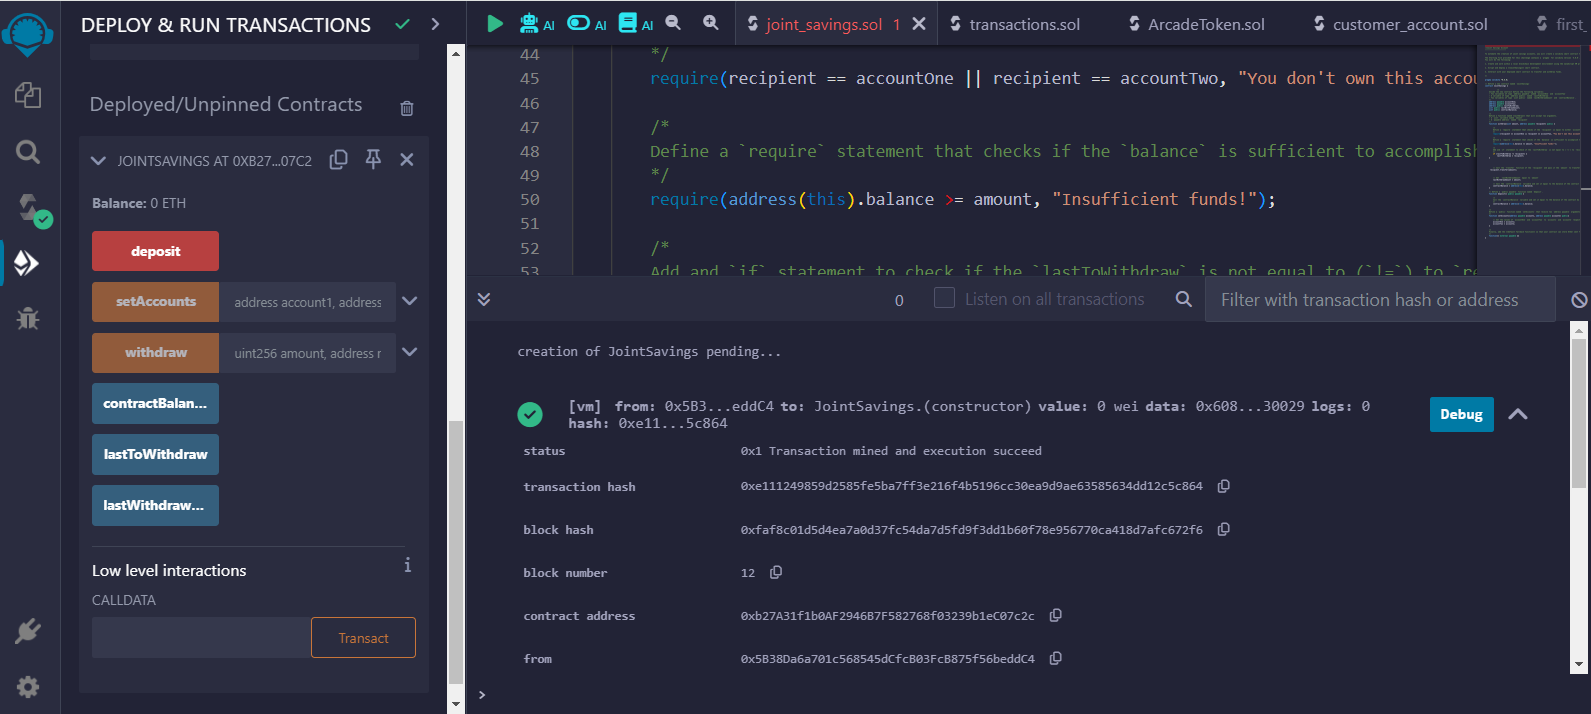 DEPLOY & RUN TRANSACTIONS
AI
AI
AI
joint_savings.sol 1
transactions.sol
ArcadeToken.sol
customer_account.sol
first_
Deployed/Unpinned Contracts
JOINTSAVINGS AT 0XB27...07C2
Balance: 0 ETH
deposit
setAccounts address account1, address
withdraw uint256 amount, address r
contractBalan...
lastToWithdraw
lastWithdraw...
Low level interactions
i
CALLDATA
Transact
44 */
45 require(recipient == accountOne || recipient == accountTwo, "You don't own this accou
46
47 /*
48 Define a `require` statement that checks if the `balance` is sufficient to accomplish
49 */
50 require(address(this).balance >= amount, "Insufficient funds!");
51
52 /*
53 Add and `if` statement to check if the `lastToWithdraw` is not equal to (`!=`) to `re
0 Listen on all transactions Filter with transaction hash or address
creation of JointSavings pending...
[vm] from: 0x5B3...eddC4 to: JointSavings.(constructor) value: 0 wei data: 0x608...30029 logs: 0
hash: 0xe11...5c864
Debug
status 0x1 Transaction mined and execution succeed
transaction hash 0xe111249859d2585fe5ba7ff3e216f4b5196cc30ea9d9ae63585634dd12c5c864
block hash 0xfaf8c01d5d4ea7a0d37fc54da7d5fd9f3dd1b60f78e956770ca418d7afc672f6
block number 12
contract address 0xb27A31f1b0AF2946B7F582768f03239b1eC07c2c
from 0x5B38Da6a701c568545dCfcB03FcB875f56beddC4
>